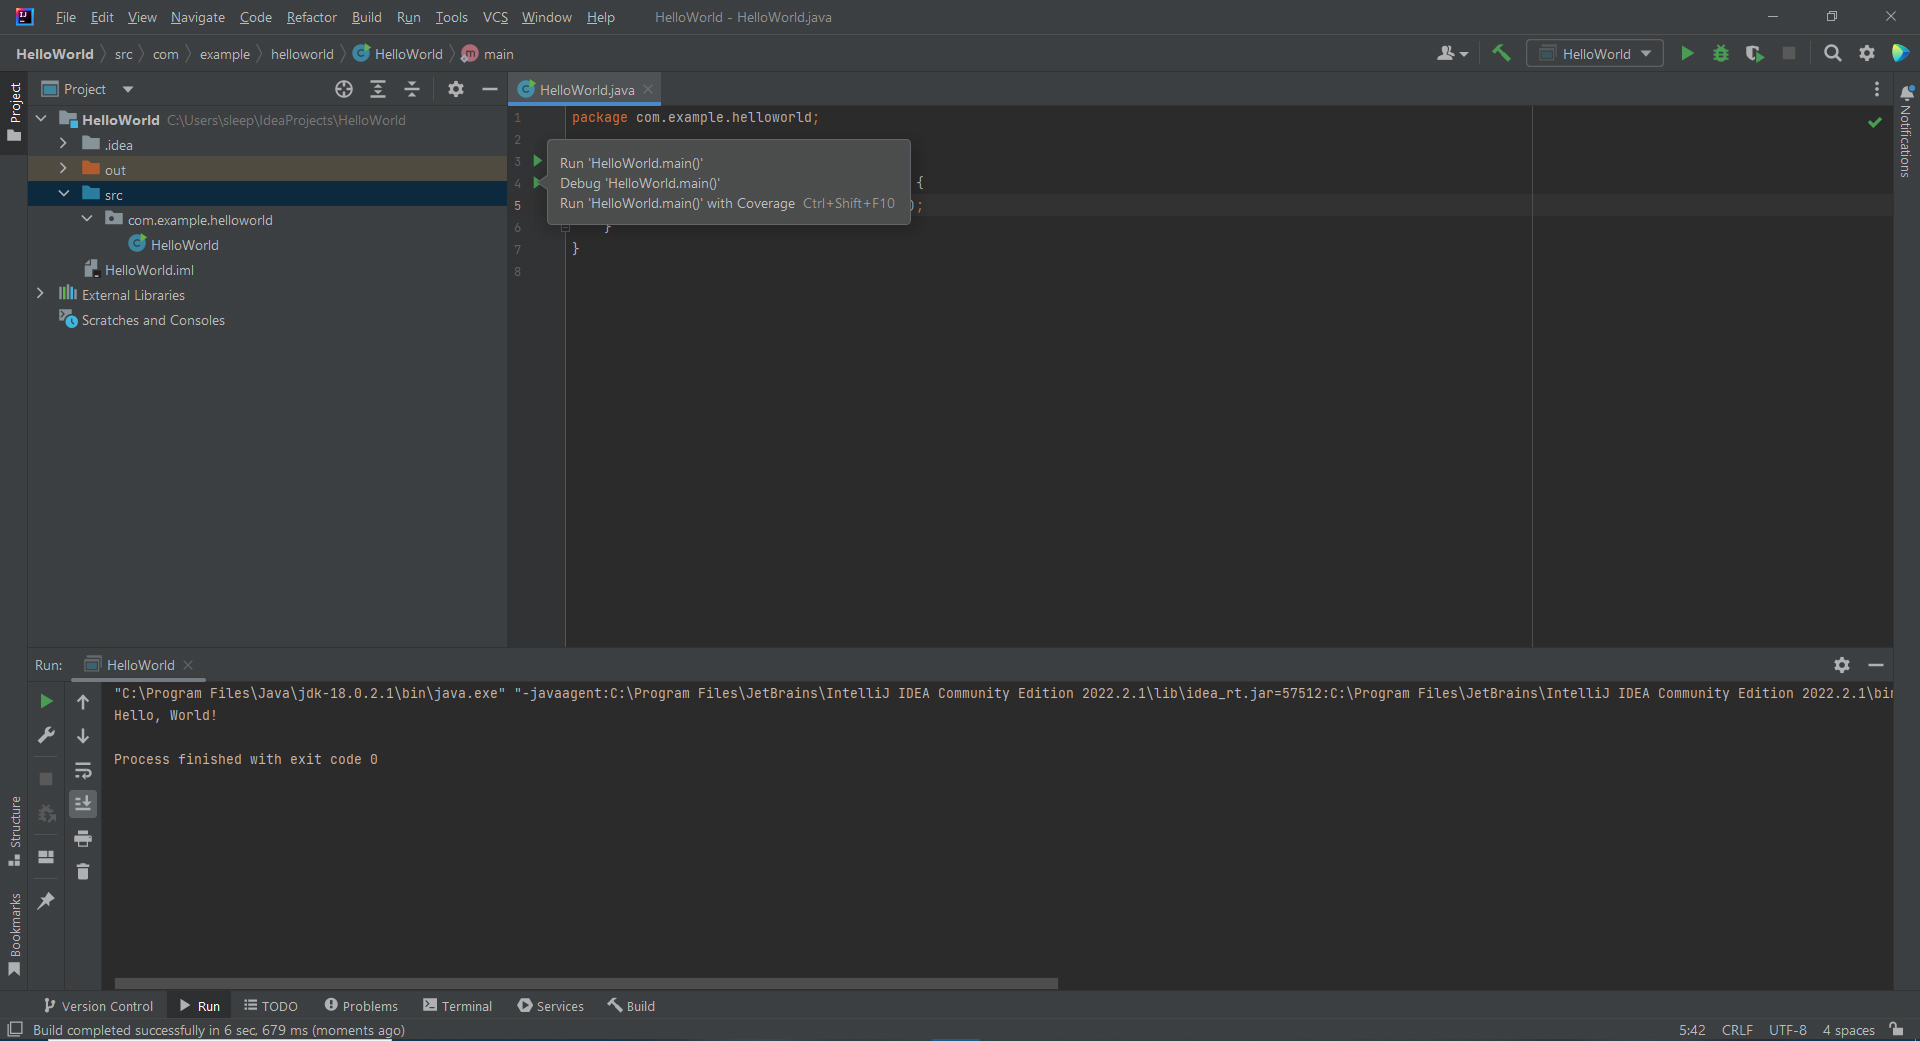 File Edit View Navigate Code Refactor Build Run Tools VCS Window Help HelloWorld - HelloWorld.java
HelloWorld src com example helloworld HelloWorld main HelloWorld
Project
Project
HelloWorld.java
HelloWorld C:\Users\sleep\IdeaProjects\HelloWorld
.idea
out
src
com.example.helloworld
HelloWorld
HelloWorld.iml
External Libraries
Scratches and Consoles
1 package com.example.helloworld;
2
3
4 {
5 );
6 }
7 }
8
Run 'HelloWorld.main()'
Debug 'HelloWorld.main()'
Run 'HelloWorld.main()' with Coverage Ctrl+Shift+F10
Notifications
Run: HelloWorld
"C:\Program Files\Java\jdk-18.0.2.1\bin\java.exe" "-javaagent:C:\Program Files\JetBrains\IntelliJ IDEA Community Edition 2022.2.1\lib\idea_rt.jar=57512:C:\Program Files\JetBrains\IntelliJ IDEA Community Edition 2022.2.1\bin
Hello, World!
Process finished with exit code 0
Structure
Bookmarks
Version Control Run TODO Problems Terminal Services Build
Build completed successfully in 6 sec, 679 ms (moments ago) 5:42 CRLF UTF-8 4 spaces